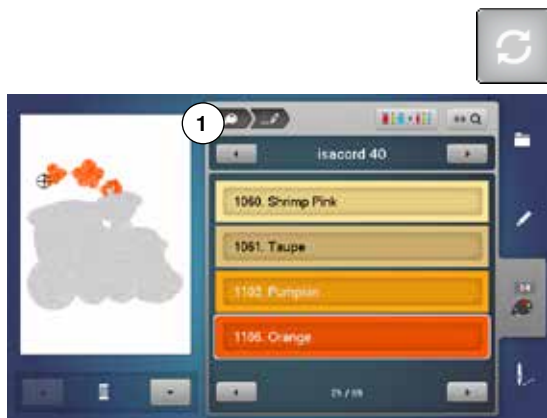 1
isacord 40
1060. Shrimp Pink
1061. Taupe
1102. Pumpkin
1106. Orange